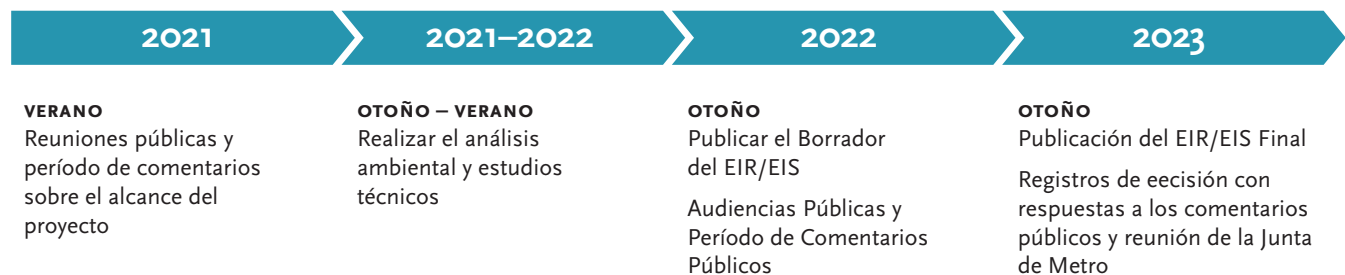 2021
2021–2022
2022
2023
VERANO
Reuniones públicas y
período de comentarios
sobre el alcance del
proyecto
OTOÑO – VERANO
Realizar el análisis
ambiental y estudios
técnicos
OTOÑO
Publicar el Borrador
del EIR/EIS
Audiencias Públicas y
Período de Comentarios
Públicos
OTOÑO
Publicación del EIR/EIS Final
Registros de eecisión con
respuestas a los comentarios
públicos y reunión de la Junta
de Metro